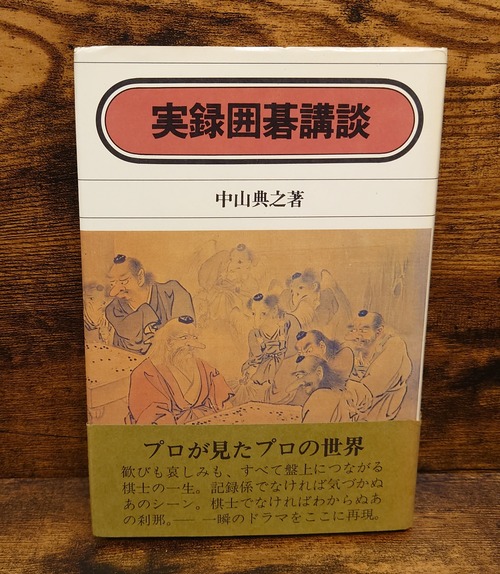 実録囲碁講談
中山典之著
プロが見たプロの世界
歓びも哀しみも、すべて盤上につながる
棋士の一生。記録係でなければ気づかぬ
あのシーン。棋士でなければわからぬあ
の刹那。── 一瞬のドラマをここに再現。